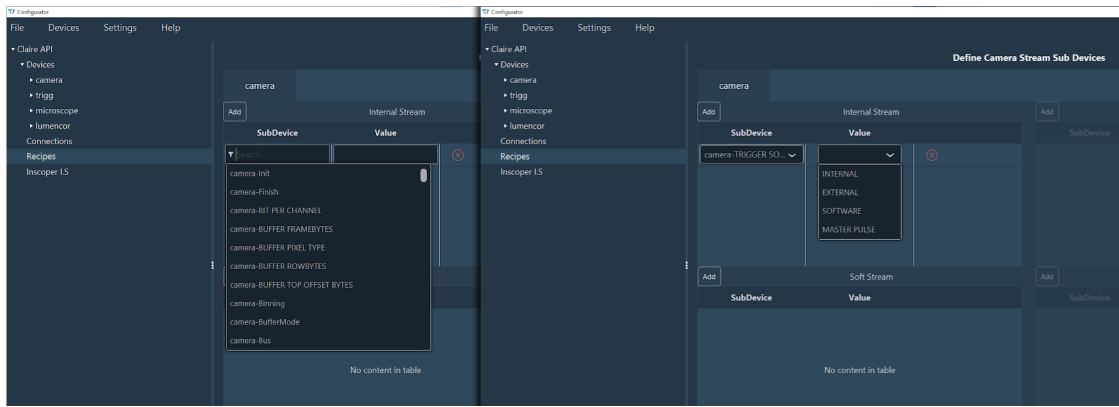 Configurator
File Devices Settings Help
Claire API
Devices
camera
trigg
microscope
lumencor
Connections
Recipes
Inscoper I.S
camera
Add Internal Stream
SubDevice Value
Search...
camera-Init
camera-Finish
camera-BIT PER CHANNEL
camera-BUFFER FRAMEBYTES
camera-BUFFER PIXEL TYPE
camera-BUFFER ROWBYTES
camera-BUFFER TOP OFFSET BYTES
camera-Binning
camera-BufferMode
camera-Bus
No content in table
Configurator
File Devices Settings Help
Claire API
Devices
camera
trigg
microscope
lumencor
Connections
Recipes
Inscoper I.S
Define Camera Stream Sub Devices
camera
Add Internal Stream Add
SubDevice Value SubDevice
camera-TRIGGER SO...
INTERNAL
EXTERNAL
SOFTWARE
MASTER PULSE
Add Soft Stream Add
SubDevice Value SubDevice
No content in table